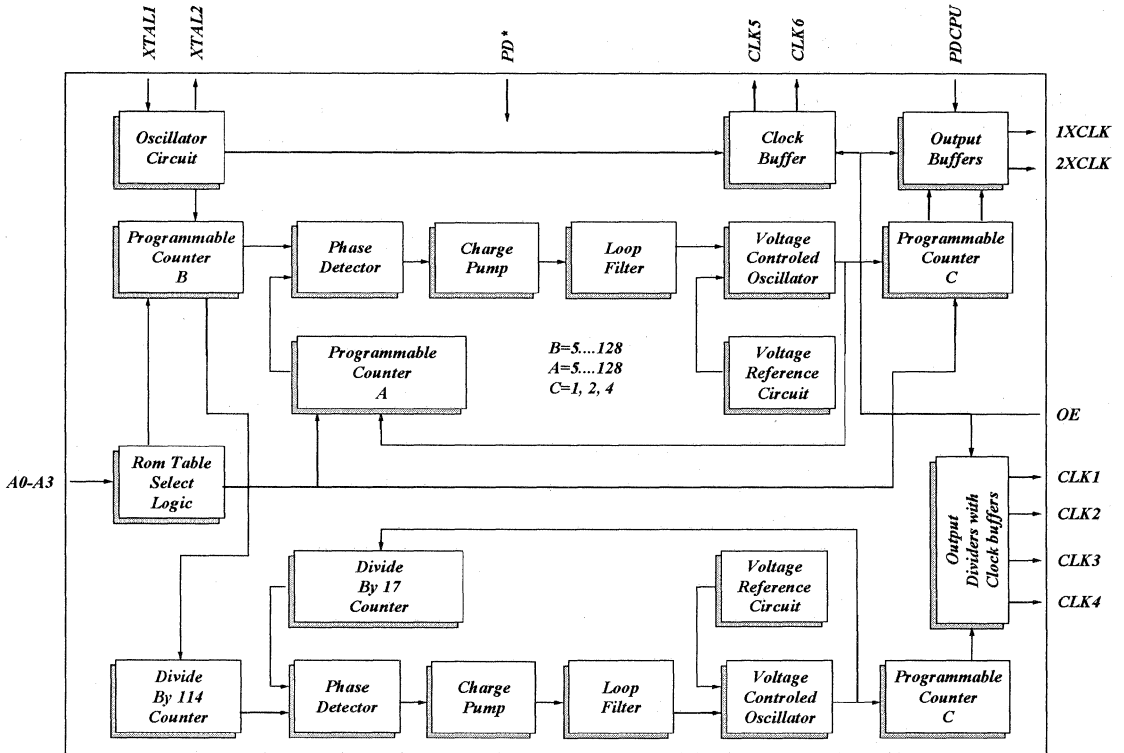 XTAL1
XTAL2
PD*
CLK5
CLK6
PDCPU
Oscillator
Circuit
Clock
Buffer
Output
Buffers
1XCLK
2XCLK
Programmable
Counter
B
Phase
Detector
Charge
Pump
Loop
Filter
Voltage
Controled
Oscillator
Programmable
Counter
C
Programmable
Counter
A
B=5....128
A=5....128
C=1, 2, 4
Voltage
Reference
Circuit
OE
A0-A3
Rom Table
Select
Logic
Output
Dividers with
Clock buffers
CLK1
CLK2
CLK3
CLK4
Divide
By 17
Counter
Voltage
Reference
Circuit
Divide
By 114
Counter
Phase
Detector
Charge
Pump
Loop
Filter
Voltage
Controled
Oscillator
Programmable
Counter
C